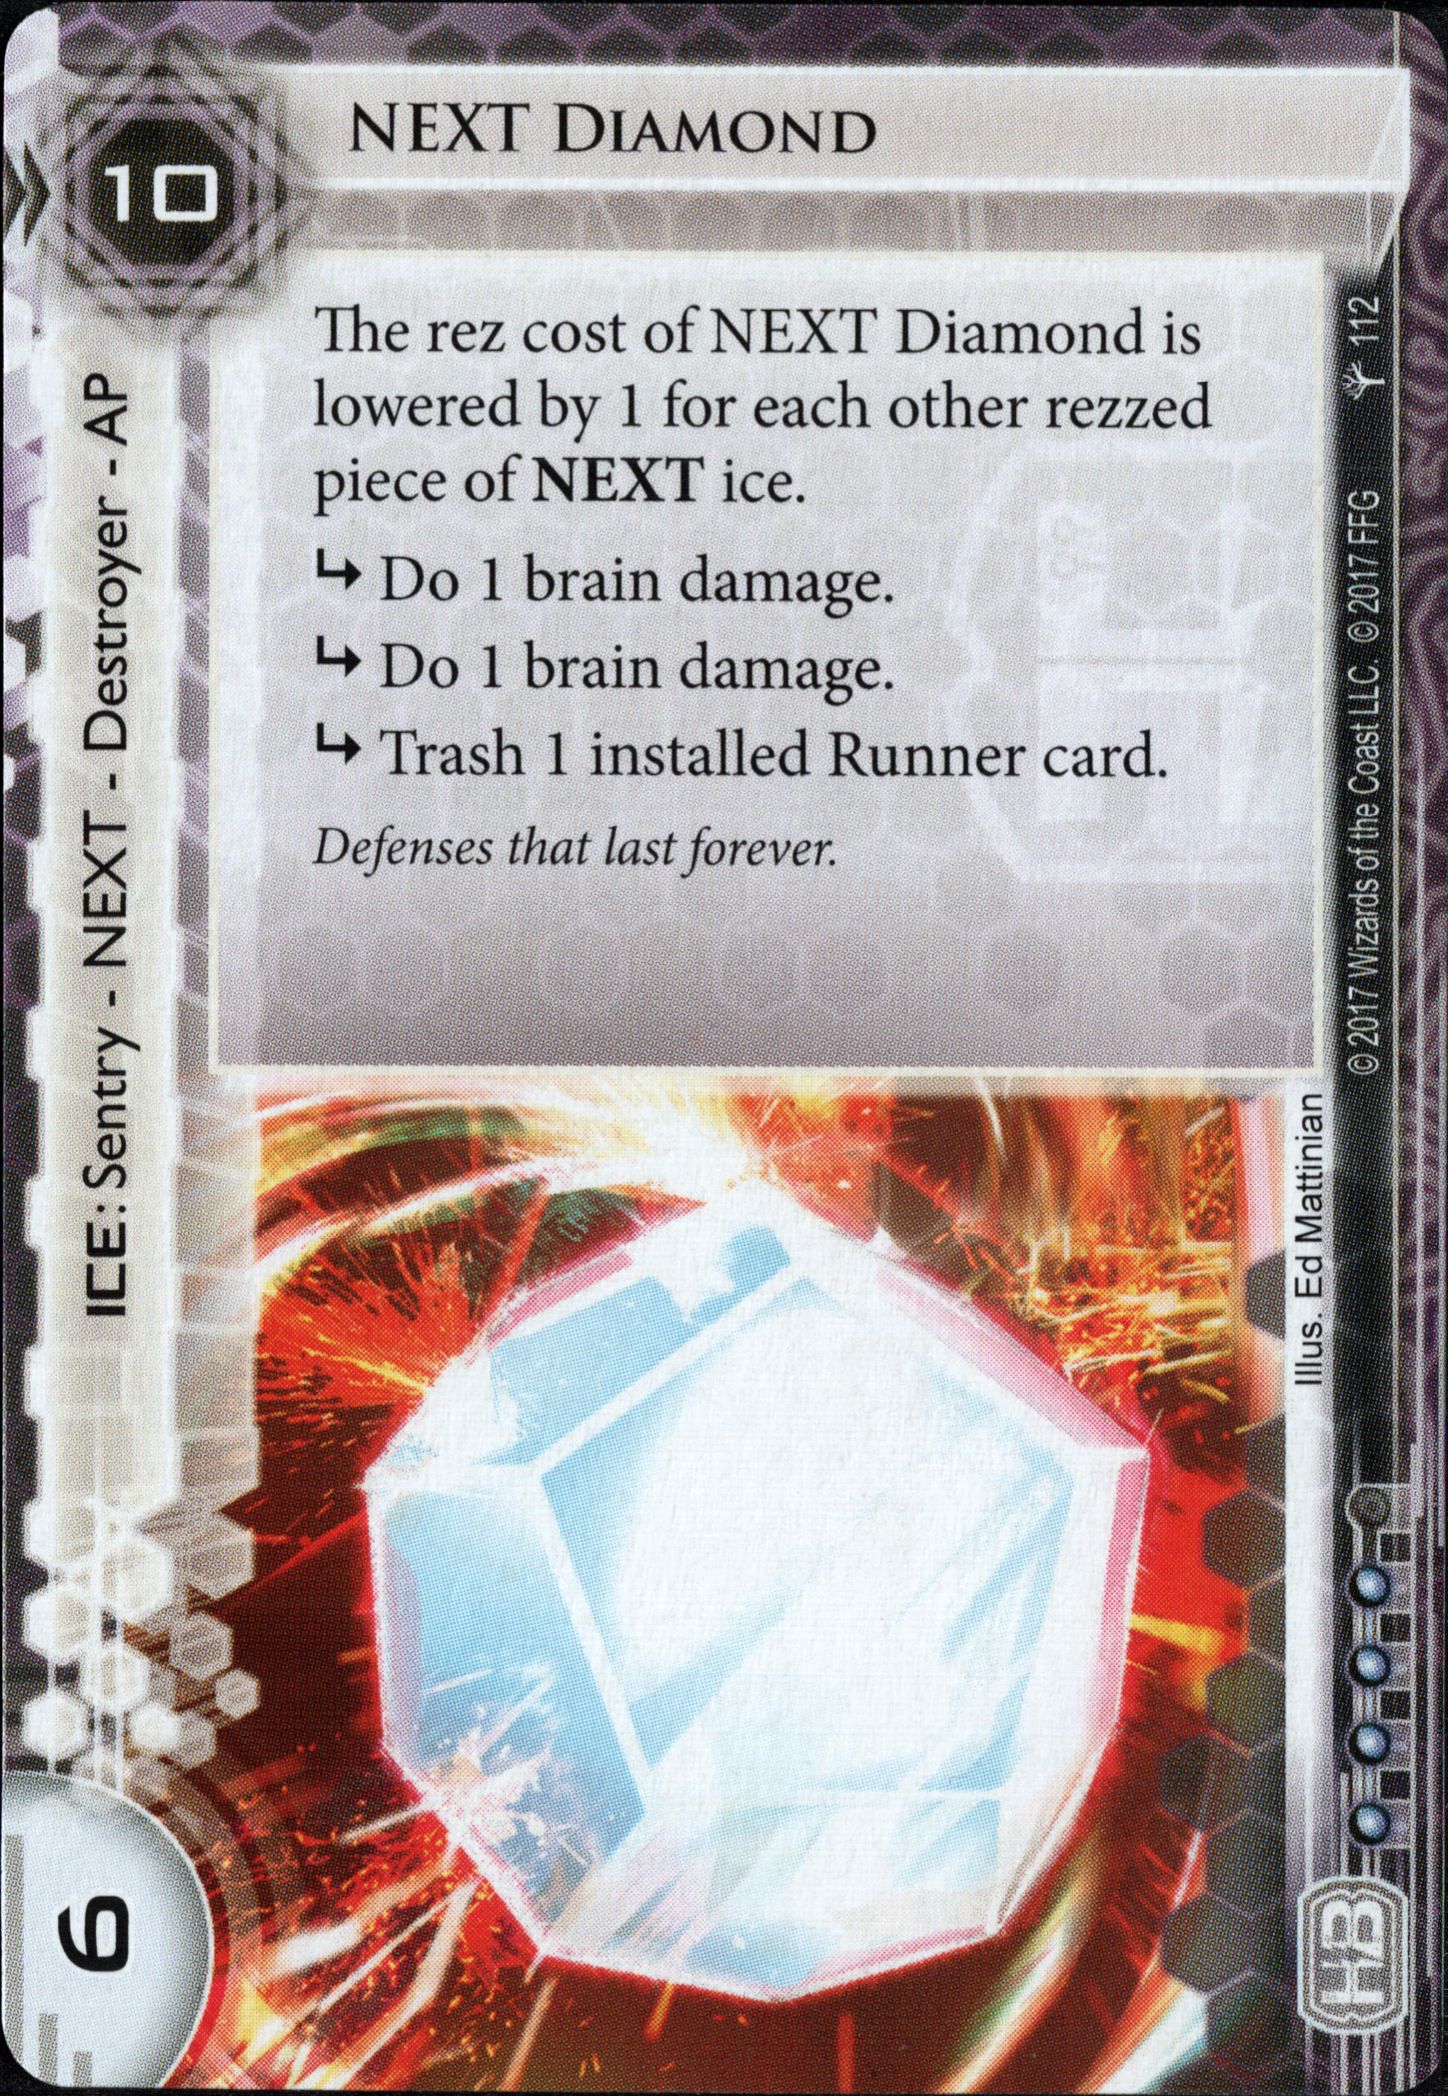 NEXT DIAMOND
10
ICE: Sentry - NEXT - Destroyer - AP
The rez cost of NEXT Diamond is
lowered by 1 for each other rezzed
piece of NEXT ice.
↳ Do 1 brain damage.
↳ Do 1 brain damage.
↳ Trash 1 installed Runner card.
Defenses that last forever.
112
© 2017 Wizards of the Coast LLC. © 2017 FFG
Illus. Ed Mattinian
6
HB